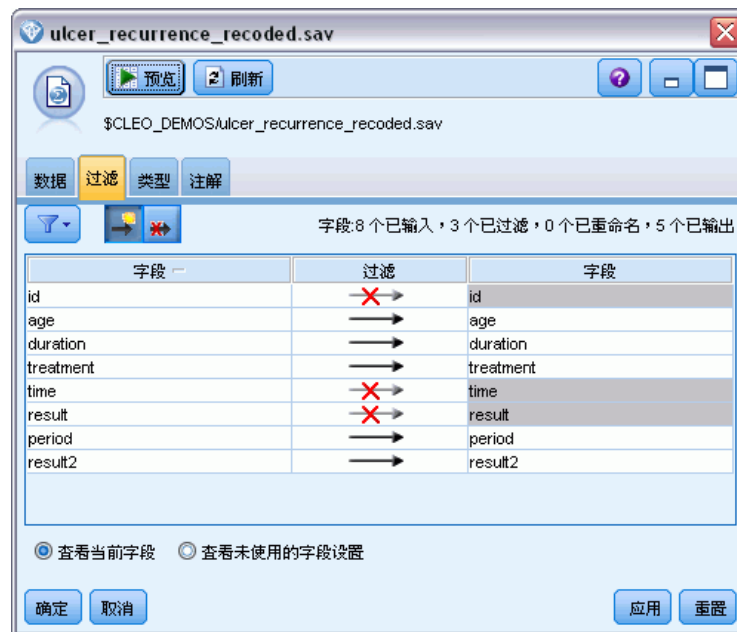 ulcer_recurrence_recoded.sav
预览 刷新
$CLEO_DEMOS/ulcer_recurrence_recoded.sav
数据 过滤 类型 注解
字段:8 个已输入，3 个已过滤，0 个已重命名，5 个已输出
字段 过滤 字段
id id
age age
duration duration
treatment treatment
time time
result result
period period
result2 result2
查看当前字段 查看未使用的字段设置
确定 取消 应用 重置